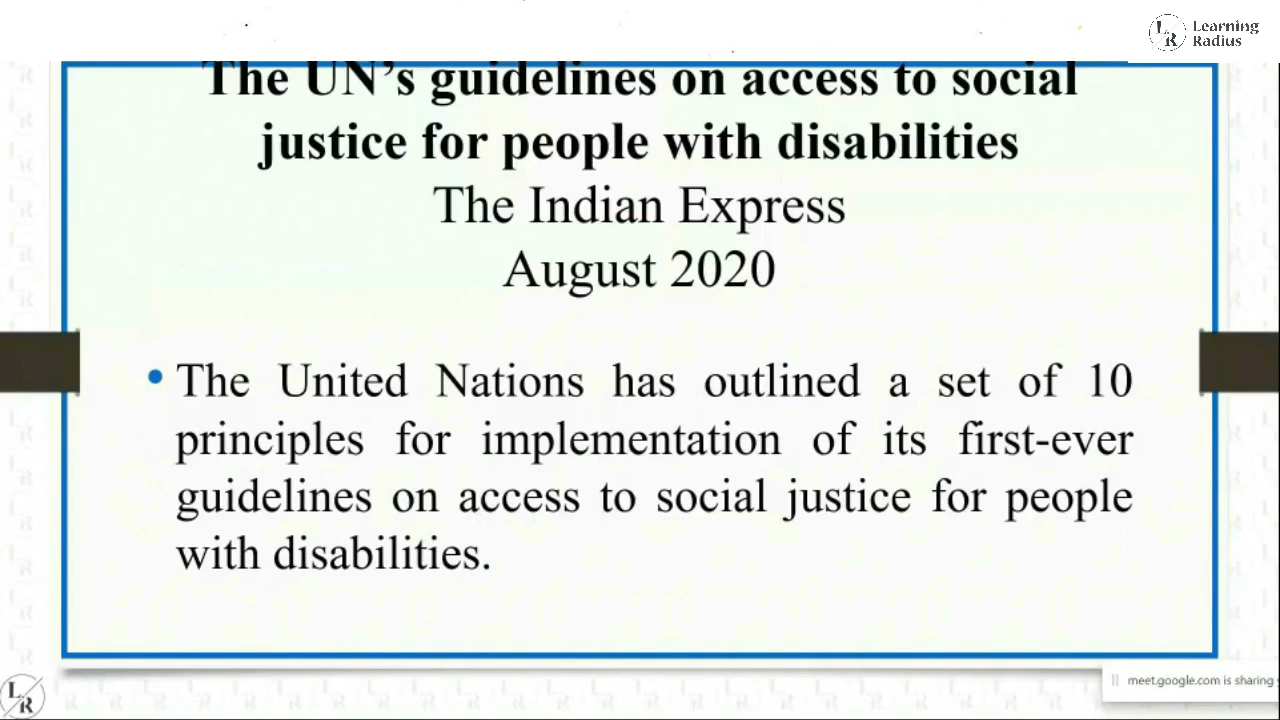 Learning
Radius
The UN's guidelines on access to social
justice for people with disabilities
The Indian Express
August 2020
• The United Nations has outlined a set of 10
principles for implementation of its first-ever
guidelines on access to social justice for people
with disabilities.
meet.google.com is sharing
LR